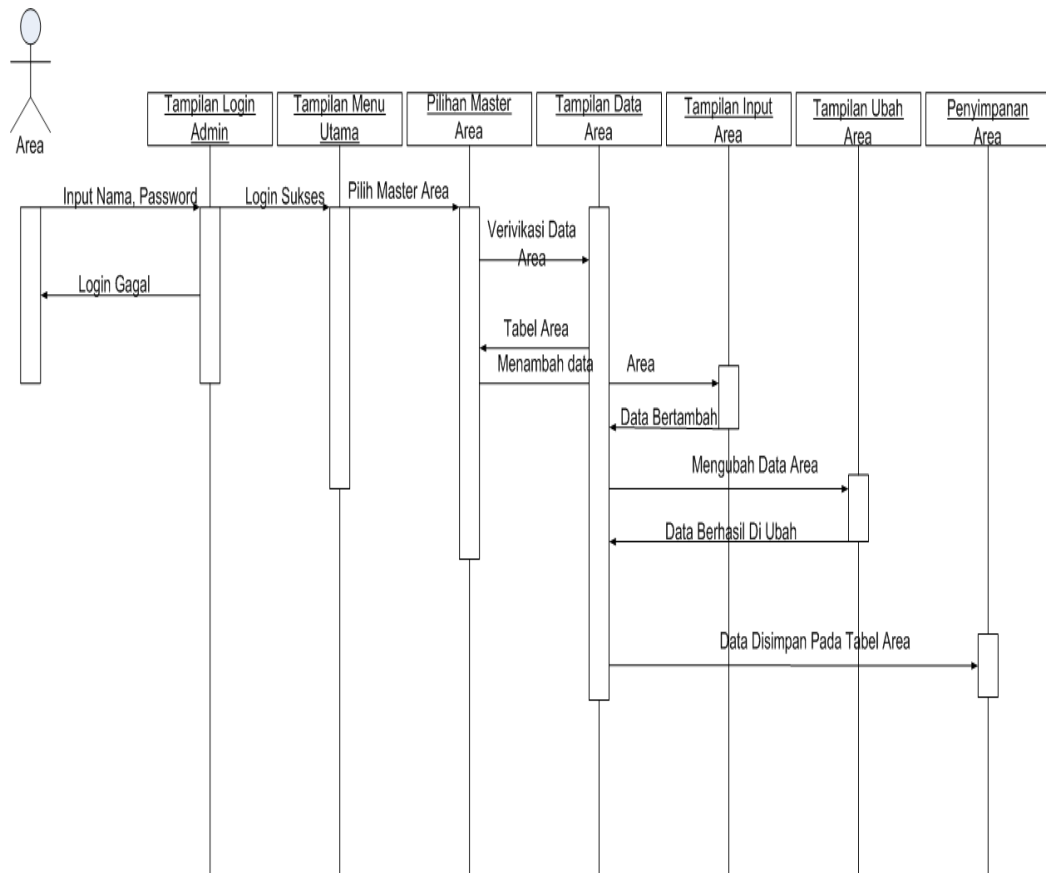 Area
Tampilan Login
Admin
Tampilan Menu
Utama
Pilihan Master
Area
Tampilan Data
Area
Tampilan Input
Area
Tampilan Ubah
Area
Penyimpanan
Area
Input Nama, Password
Login Sukses
Pilih Master Area
Verivikasi Data
Area
Login Gagal
Tabel Area
Menambah data Area
Data Bertambah
Mengubah Data Area
Data Berhasil Di Ubah
Data Disimpan Pada Tabel Area